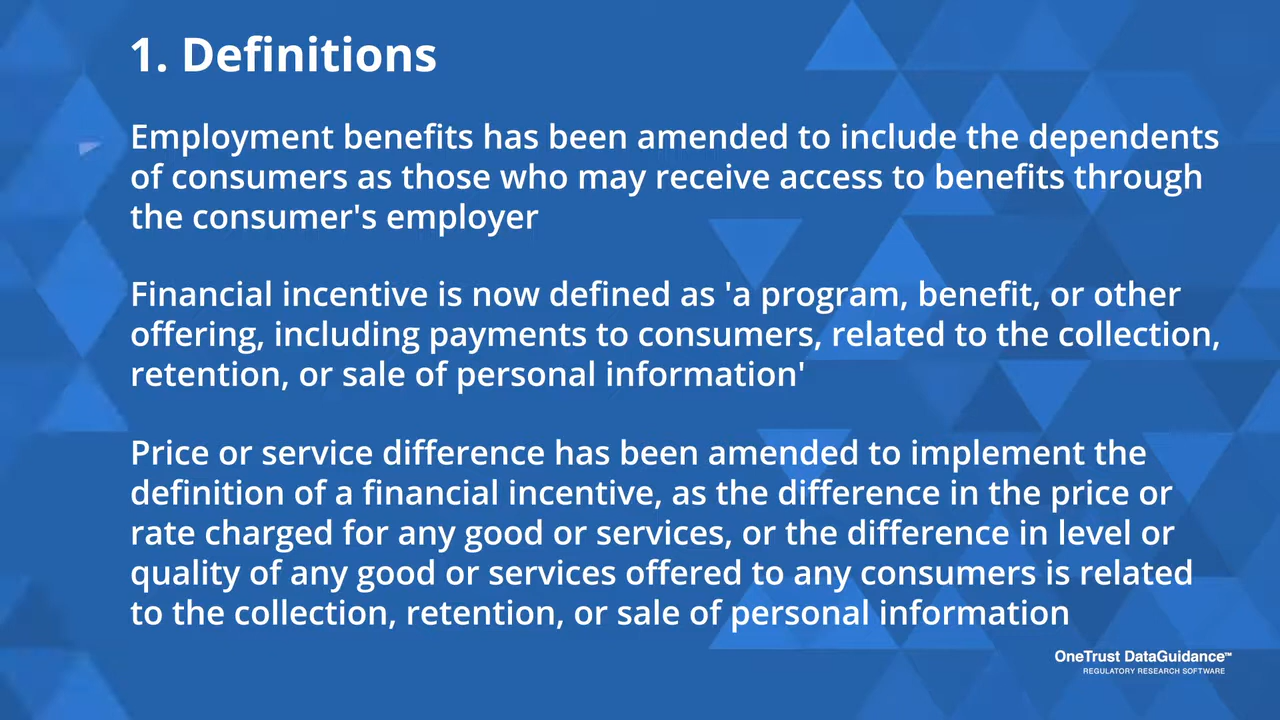 1. Definitions
Employment benefits has been amended to include the dependents
of consumers as those who may receive access to benefits through
the consumer's employer
Financial incentive is now defined as 'a program, benefit, or other
offering, including payments to consumers, related to the collection,
retention, or sale of personal information'
Price or service difference has been amended to implement the
definition of a financial incentive, as the difference in the price or
rate charged for any good or services, or the difference in level or
quality of any good or services offered to any consumers is related
to the collection, retention, or sale of personal information
OneTrust DataGuidance™
REGULATORY RESEARCH SOFTWARE